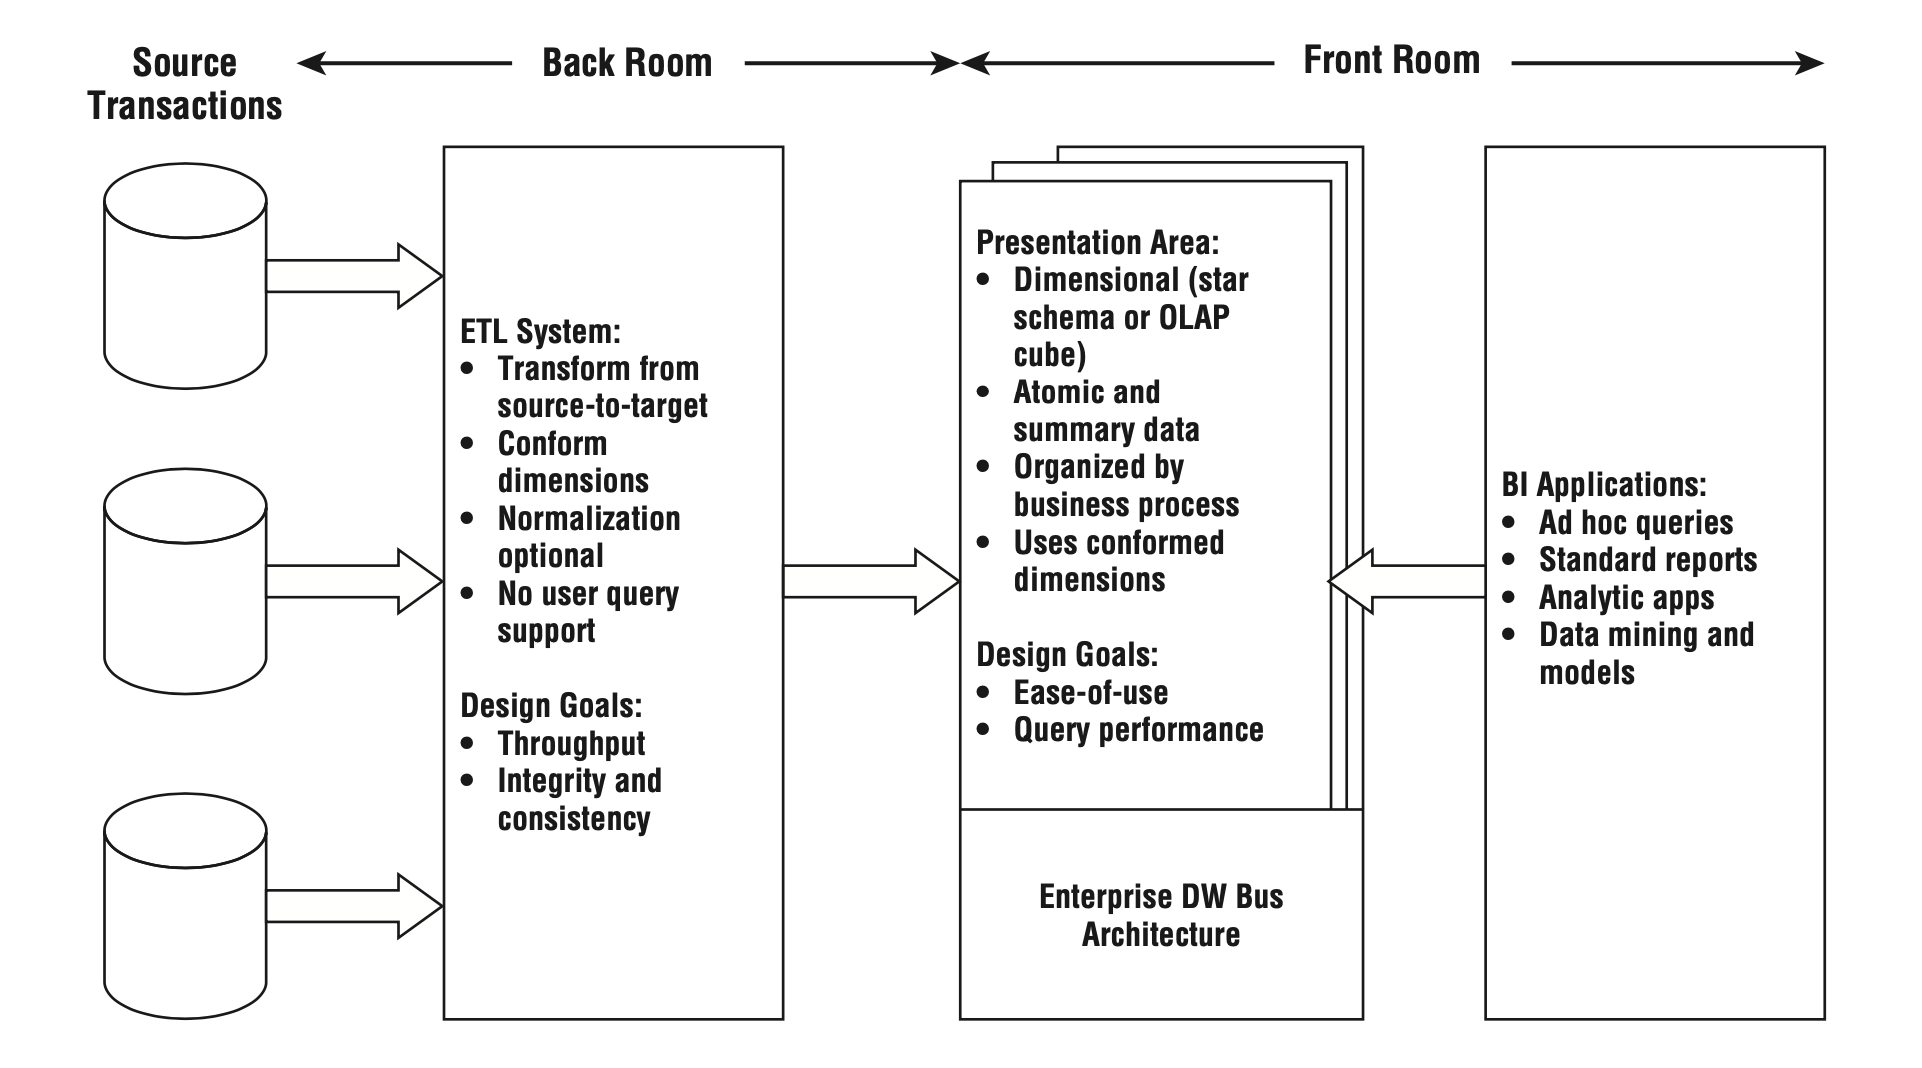 Source
Transactions
Back Room
Front Room
ETL System:
• Transform from
source-to-target
• Conform
dimensions
• Normalization
optional
• No user query
support
Design Goals:
• Throughput
• Integrity and
consistency
Presentation Area:
• Dimensional (star
schema or OLAP
cube)
• Atomic and
summary data
• Organized by
business process
• Uses conformed
dimensions
Design Goals:
• Ease-of-use
• Query performance
Enterprise DW Bus
Architecture
BI Applications:
• Ad hoc queries
• Standard reports
• Analytic apps
• Data mining and
models